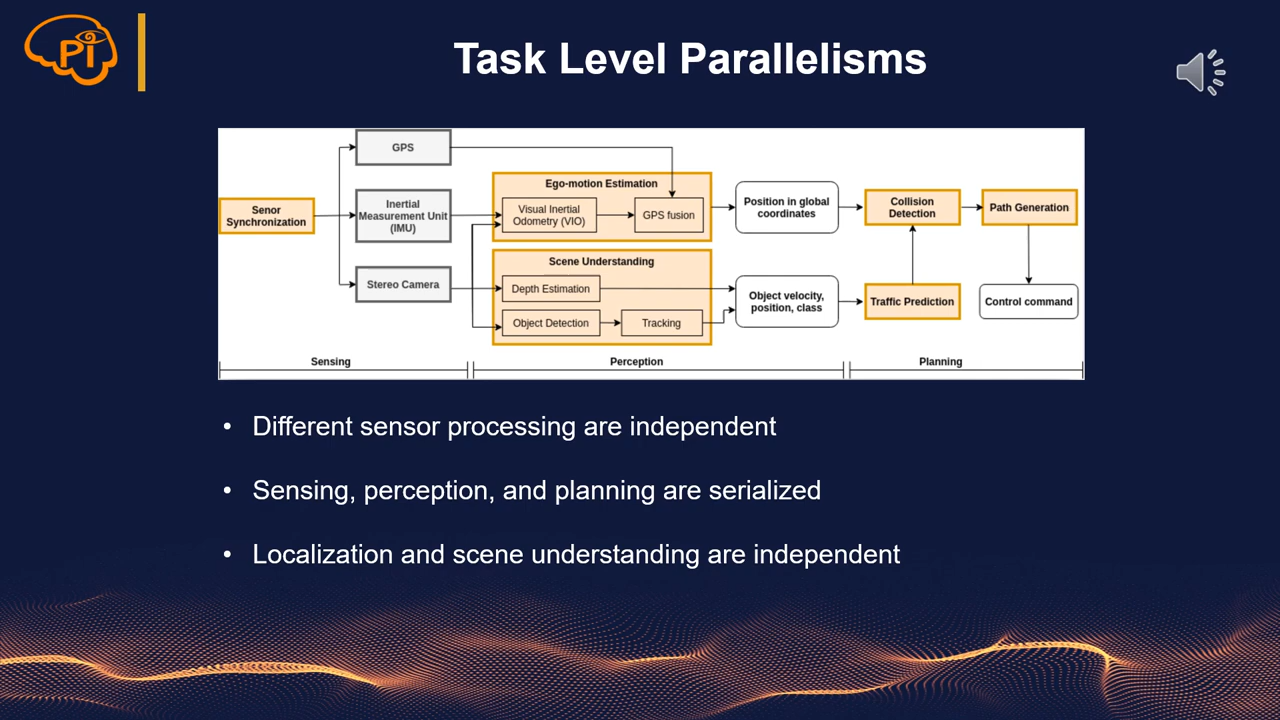 Pi
Task Level Parallelisms
GPS
Senor
Synchronization
Inertial
Measurement Unit
(IMU)
Stereo Camera
Ego-motion Estimation
Visual Inertial
Odometry (VIO)
GPS fusion
Scene Understanding
Depth Estimation
Object Detection
Tracking
Position in global
coordinates
Object velocity,
position, class
Collision
Detection
Path Generation
Traffic Prediction
Control command
Sensing
Perception
Planning
• Different sensor processing are independent
• Sensing, perception, and planning are serialized
• Localization and scene understanding are independent